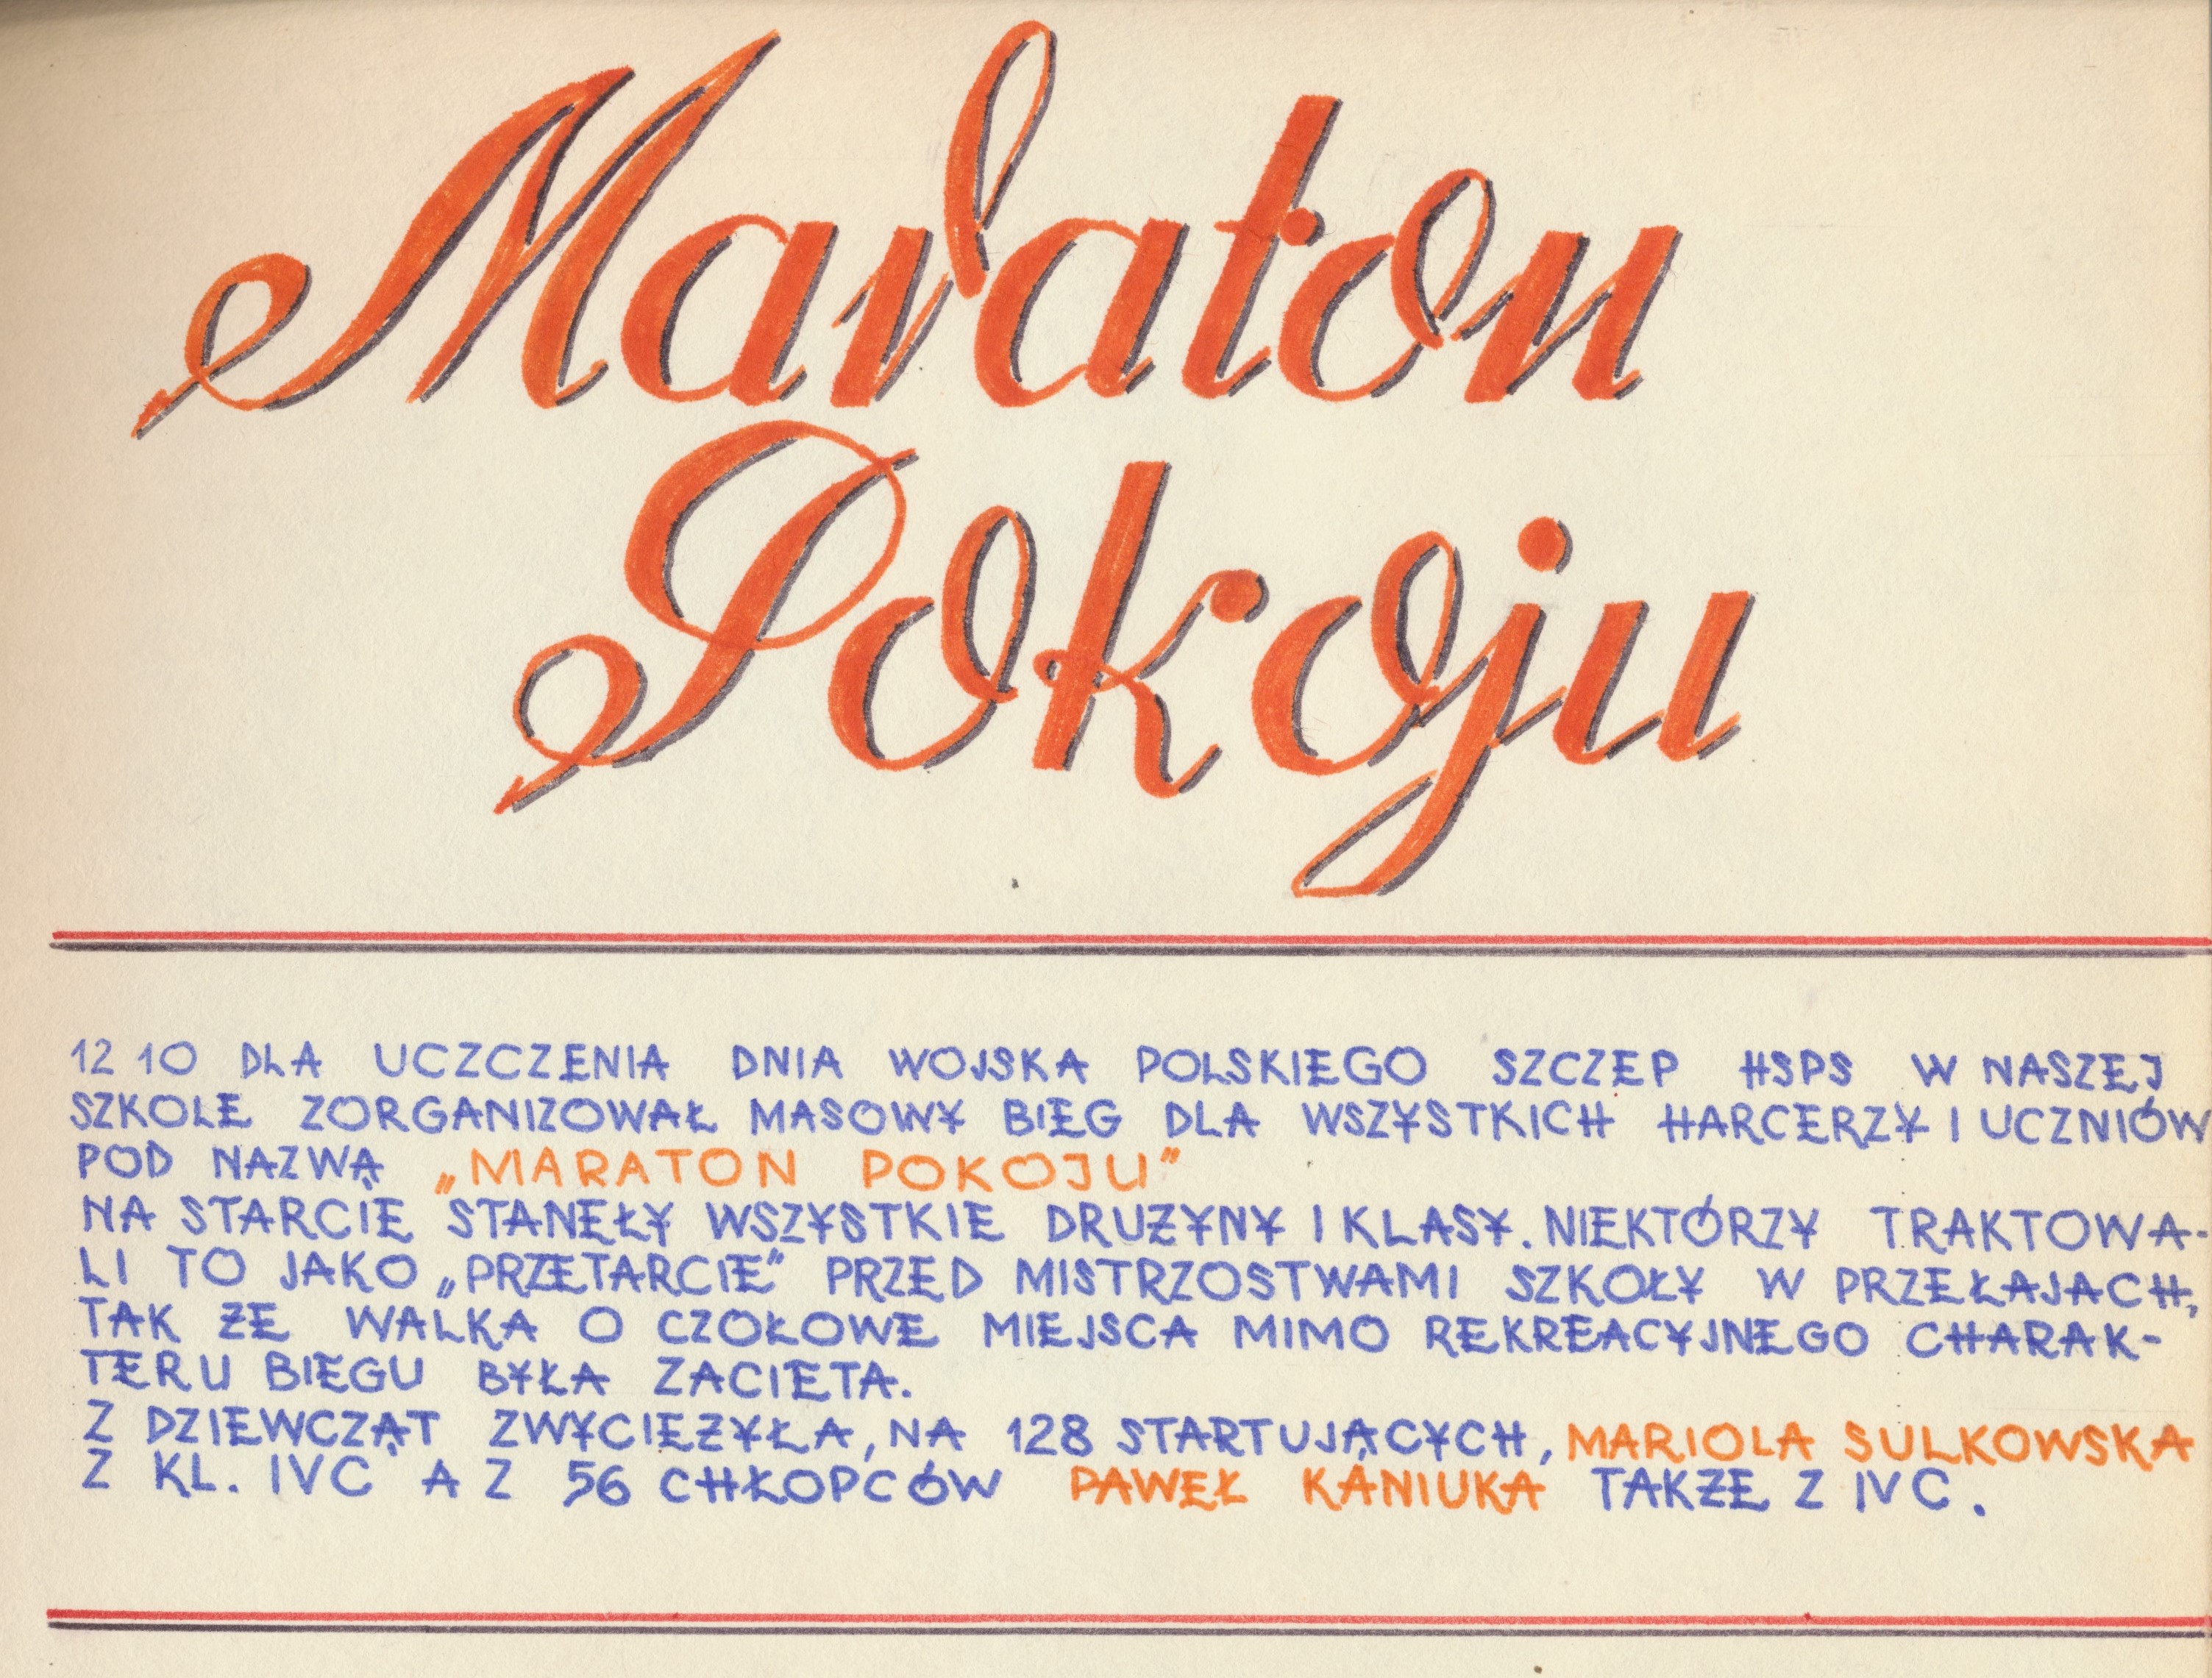 Maraton
Pokoju
12 10 DLA UCZCZENIA DNIA WOJSKA POLSKIEGO SZCZEP HSPS W NASZEJ
SZKOLE ZORGANIZOWAŁ MASOWY BIEG DLA WSZYSTKICH HARCERZY I UCZNIÓW
POD NAZWĄ „MARATON POKOJU"
NA STARCIE STANĘŁY WSZYSTKIE DRUŻYNY I KLASY. NIEKTÓRZY TRAKTOWA-
LI TO JAKO „PRZETARCIE" PRZED MISTRZOSTWAMI SZKOŁY W PRZEŁAJACH,
TAK ŻE WALKA O CZOŁOWE MIEJSCA MIMO REKREACYJNEGO CHARAK-
TERU BIEGU BYŁA ZACIETA.
Z DZIEWCZĄT ZWYCIEŻYŁA, NA 128 STARTUJĄCYCH, MARIOLA SULKOWSKA
Z KL. IVC A Z 56 CHŁOPCÓW PAWEŁ KANIUKA TAKŻE Z IVC.